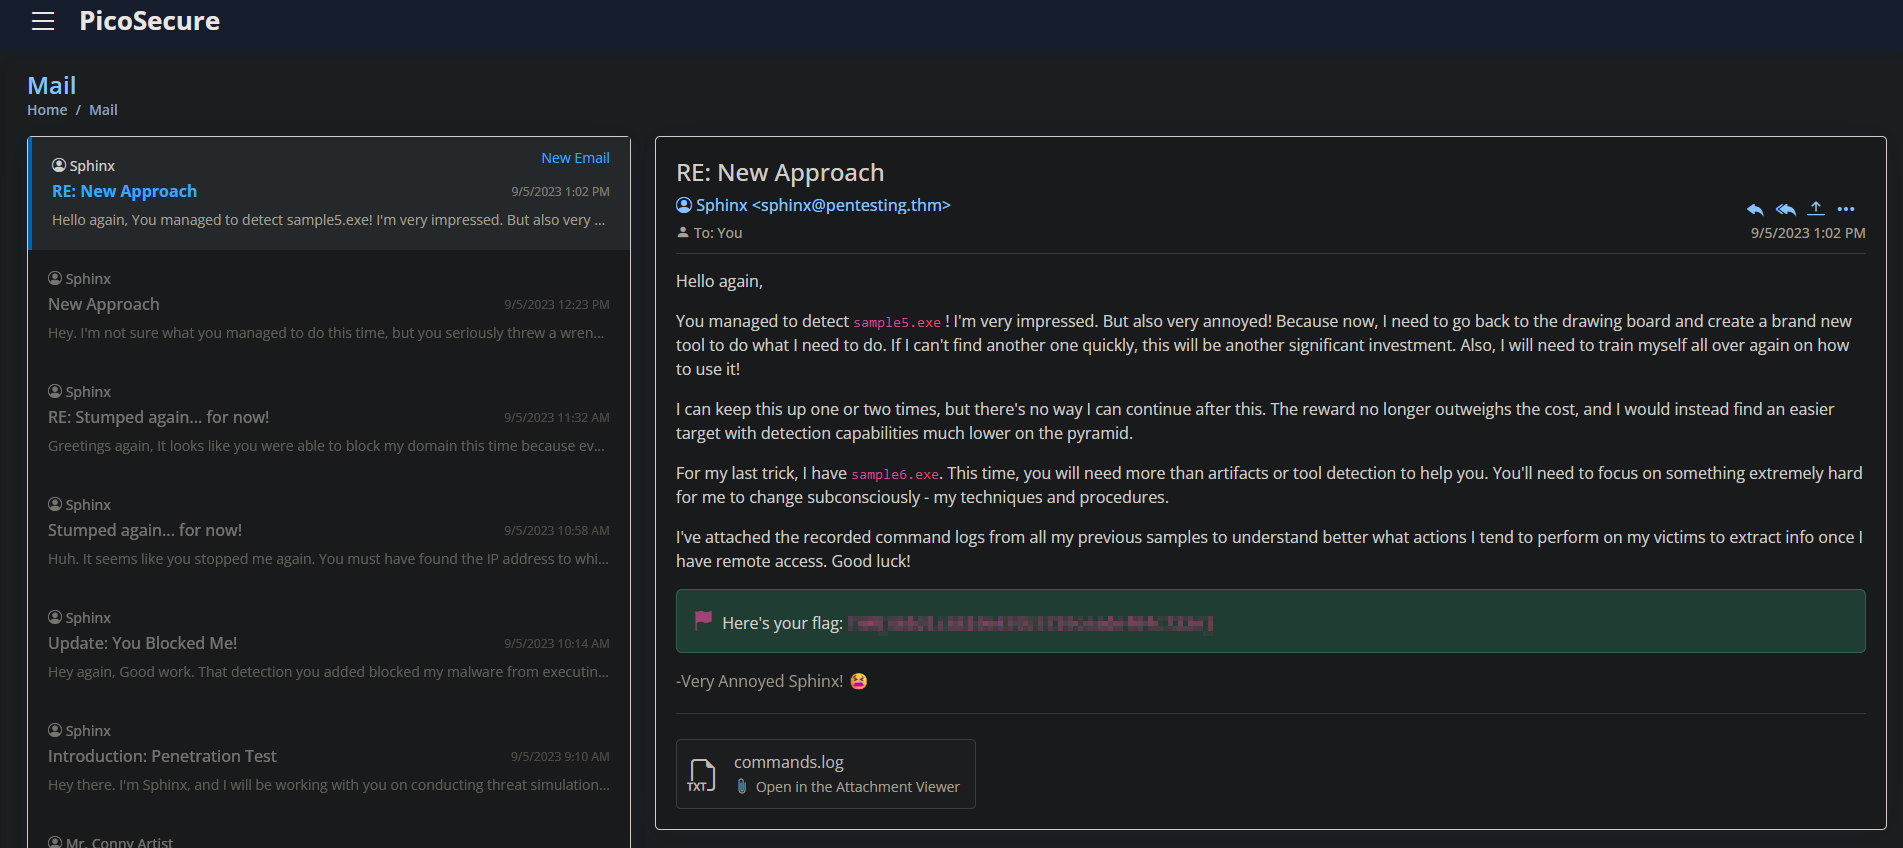 PicoSecure
Mail
Home / Mail
Sphinx
New Email
RE: New Approach
9/5/2023 1:02 PM
Hello again, You managed to detect sample5.exe! I'm very impressed. But also very ...
Sphinx
New Approach
9/5/2023 12:23 PM
Hey. I'm not sure what you managed to do this time, but you seriously threw a wren...
Sphinx
RE: Stumped again... for now!
9/5/2023 11:32 AM
Greetings again, It looks like you were able to block my domain this time because ev...
Sphinx
Stumped again... for now!
9/5/2023 10:58 AM
Huh. It seems like you stopped me again. You must have found the IP address to whi...
Sphinx
Update: You Blocked Me!
9/5/2023 10:14 AM
Hey again, Good work. That detection you added blocked my malware from executin...
Sphinx
Introduction: Penetration Test
9/5/2023 9:10 AM
Hey there. I'm Sphinx, and I will be working with you on conducting threat simulation...
Mr. Conny Artist
RE: New Approach
Sphinx <sphinx@pentesting.thm>
To: You
9/5/2023 1:02 PM
Hello again,
You managed to detect sample5.exe ! I'm very impressed. But also very annoyed! Because now, I need to go back to the drawing board and create a brand new
tool to do what I need to do. If I can't find another one quickly, this will be another significant investment. Also, I will need to train myself all over again on how
to use it!
I can keep this up one or two times, but there's no way I can continue after this. The reward no longer outweighs the cost, and I would instead find an easier
target with detection capabilities much lower on the pyramid.
For my last trick, I have sample6.exe. This time, you will need more than artifacts or tool detection to help you. You'll need to focus on something extremely hard
for me to change subconsciously - my techniques and procedures.
I've attached the recorded command logs from all my previous samples to understand better what actions I tend to perform on my victims to extract info once I
have remote access. Good luck!
Here's your flag:
-Very Annoyed Sphinx! 😝
TXT
commands.log
Open in the Attachment Viewer